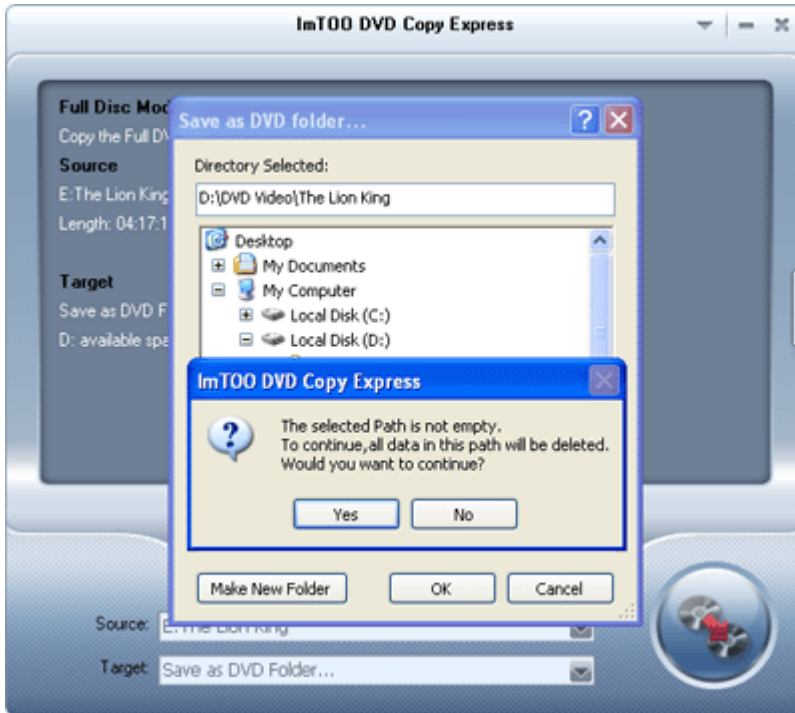 ImTOO DVD Copy Express
Full Disc Mod
Copy the Full DV
Source
E:The Lion King
Length: 04:17:1
Target
Save as DVD F
D: available spa
Save as DVD folder...
Directory Selected:
D:\DVD Video\The Lion King
Desktop
My Documents
My Computer
Local Disk (C:)
Local Disk (D:)
ImTOO DVD Copy Express
The selected Path is not empty.
To continue,all data in this path will be deleted.
Would you want to continue?
Yes No
Make New Folder OK Cancel
Source: E:The Lion King
Target: Save as DVD Folder...